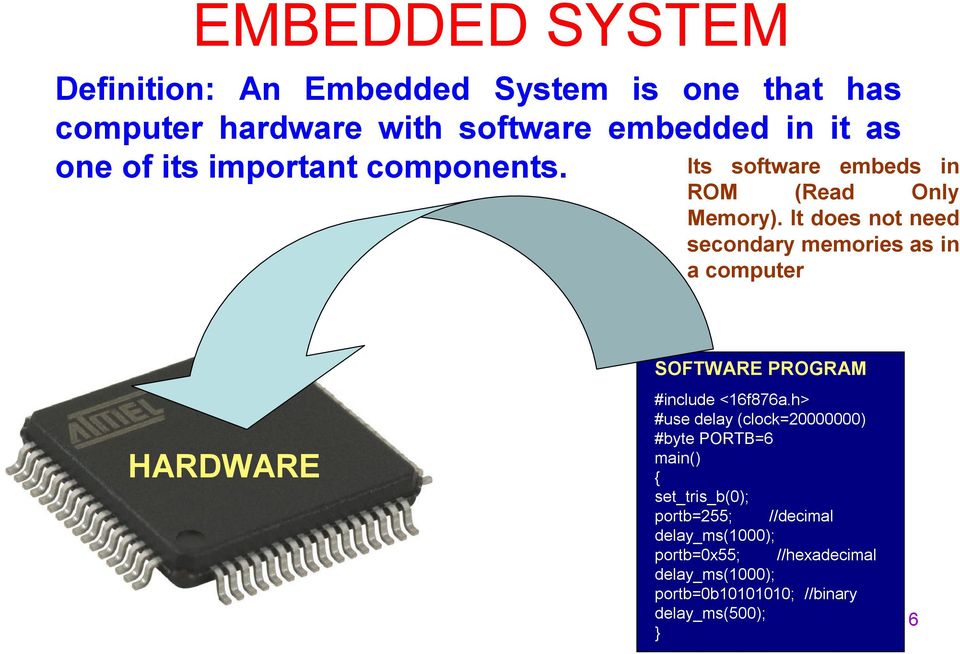 EMBEDDED SYSTEM
Definition: An Embedded System is one that has
computer hardware with software embedded in it as
one of its important components.
Its software embeds in
ROM (Read Only
Memory). It does not need
secondary memories as in
a computer
ATMEL
HARDWARE
SOFTWARE PROGRAM
#include <16f876a.h>
#use delay (clock=20000000)
#byte PORTB=6
main()
{
set_tris_b(0);
portb=255; //decimal
delay_ms(1000);
portb=0x55; //hexadecimal
delay_ms(1000);
portb=0b10101010; //binary
delay_ms(500);
}
6